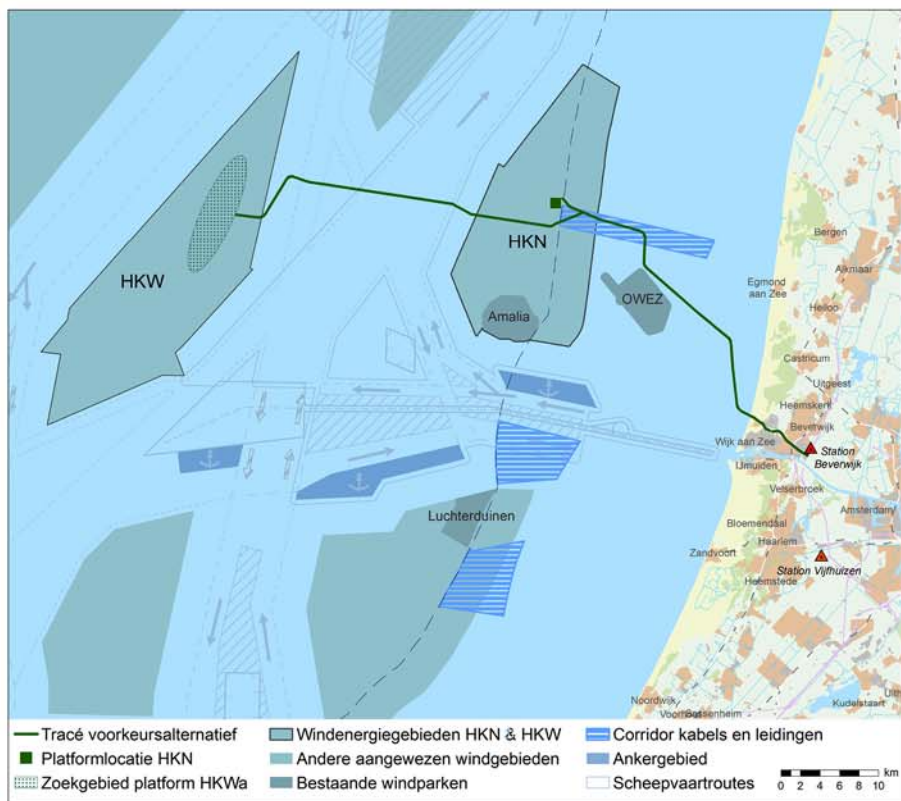 Bergen
Alkmaar
HKN
HKW
Egmond
aan Zee
Heiloo
OWEZ
Amalia
Castricum
Uitgeest
Heemskerk
Beverwijk
Wijk aan Zee
Station
Beverwijk
IJmuiden
Velserbroek
Luchterduinen
Amsterdam
Bloemendaal
Haarlem
Zandvoort
Station Vijfhuizen
Heemstede
Noordwijk
Sassenheim
Kudelstaart
Tracé voorkeursalternatief
Windenergiegebieden HKN & HKW
Corridor kabels en leidingen
Platformlocatie HKN
Andere aangewezen windgebieden
Ankergebied
Zoekgebied platform HKWa
Bestaande windparken
Scheepvaartroutes
km
0 2 4 6 8 10